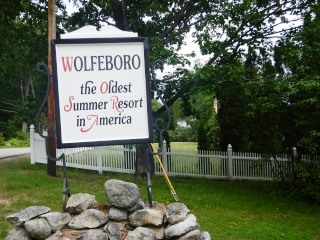 WOLFEBORO
the Oldest
Summer Resort
in America